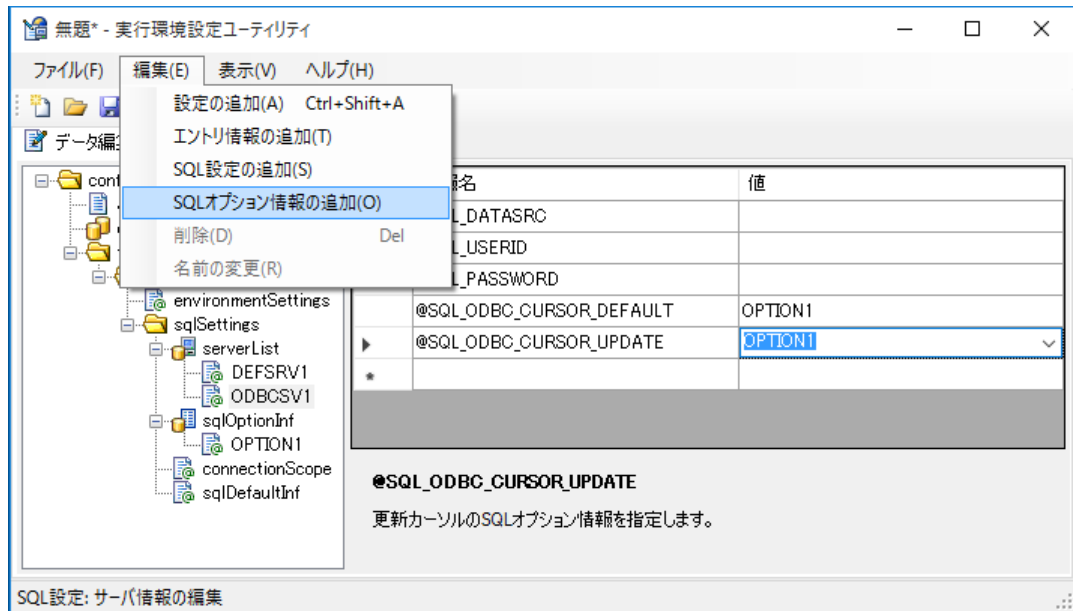 無題* - 実行環境設定ユーティリティ
ファイル(F) 編集(E) 表示(V) ヘルプ(H)
設定の追加(A) Ctrl+Shift+A
エントリ情報の追加(T)
SQL設定の追加(S)
SQLオプション情報の追加(O)
削除(D) Del
名前の変更(R)
データ編
conf
environmentSettings
sqlSettings
serverList
DEFSRV1
ODBCSV1
sqlOptionInf
OPTION1
connectionScope
sqlDefaultInf
名 値
L_DATASRC
L_USERID
L_PASSWORD
@SQL_ODBC_CURSOR_DEFAULT OPTION1
@SQL_ODBC_CURSOR_UPDATE OPTION1
@SQL_ODBC_CURSOR_UPDATE
更新カーソルのSQLオプション情報を指定します。
SQL設定: サーバ情報の編集